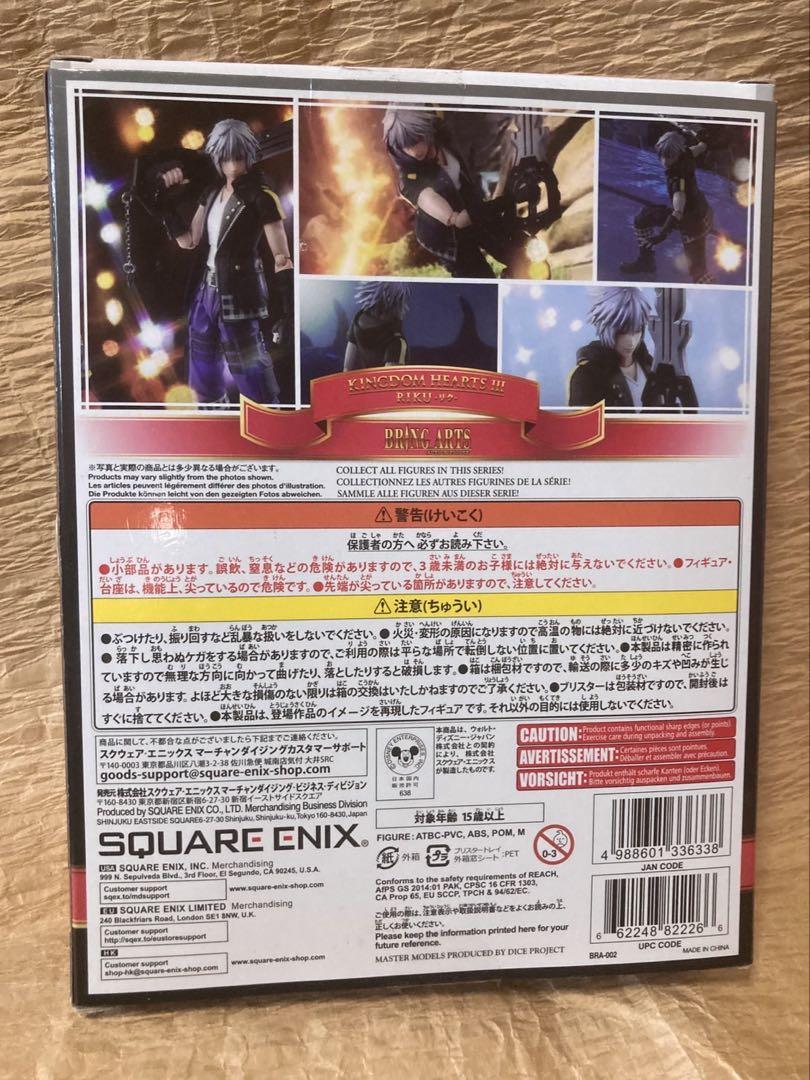 KINGDOM HEARTS III
RIKU -リク-
BRING ARTS
※写真と実際の商品とは多少異なる場合がございます。
Products may vary slightly from the photos shown.
Les articles peuvent légèrement différer des photos d'illustration.
Die Produkte können leicht von den gezeigten Fotos abweichen.
COLLECT ALL FIGURES IN THIS SERIES!
COLLECTIONNEZ LES AUTRES FIGURINES DE LA SÉRIE!
SAMMLE ALLE FIGUREN AUS DIESER SERIE!
⚠警告(けいこく)
保護者の方へ必ずお読み下さい。
●小部品があります。誤飲、窒息などの危険がありますので、3歳未満のお子様には絶対に与えないでください。●フィギュア・
台座は、機能上、尖っているので危険です。●先端が尖っている箇所がありますので、注意してください。
⚠注意(ちゅうい)
●ぶつけたり、振り回すなど乱暴な扱いをしないでください。●火災・変形の原因になりますので高温の物には絶対に近づけないでください。
●落下し思わぬケガをする場合がありますので、ご利用の際は平らな場所で転倒しない位置に置いてください。●本製品は精密に作られ
ていますので無理な方向に向かって曲げたり、落としたりすると破損します。●箱は梱包材ですので、輸送の際に多少のキズや凹みが生じ
る場合があります。よほど大きな損傷のない限りは箱の交換はいたしかねますのでご了承ください。●ブリスターは包装材ですので、開封後は
すぐに捨ててください。●本製品は、登場作品のイメージを再現したフィギュアです。それ以外の目的には使用しないでください。
商品に関して、不都合な点がございましたら下記までご連絡ください。
スクウェア・エニックス マーチャンダイジングカスタマーサポート
〒140-0003 東京都品川区八潮3-2-38 佐川急便 城南店気付 大井SRC
goods-support@square-enix-shop.com
発売元 株式会社スクウェア・エニックス マーチャンダイジング・ビジネス・ディビジョン
〒160-8430 東京都新宿区新宿6-27-30 新宿イーストサイドスクエア
Produced by SQUARE ENIX CO., LTD. Merchandising Business Division
SHINJUKU EASTSIDE SQUARE6-27-30 Shinjuku, Shinjuku-ku, Tokyo 160-8430, Japan
SQUARE ENIX®
USA SQUARE ENIX, INC. Merchandising
999 N. Sepulveda Blvd., 3rd Floor, El Segundo, CA 90245, U.S.A.
Customer support
sqex.to/mdsupport
www.square-enix-shop.com
EU SQUARE ENIX LIMITED Merchandising
240 Blackfriars Road, London SE1 8NW, U.K.
Customer support
http://sqex.to/eustoresupport
HK
Customer support
shop-hk@square-enix-shop.com
www.square-enix-shop.com
DISNEY ENTERPRISES
日本国内
販売許可
638
本商品は、ウォルト・
ディズニー・ジャパン
株式会社との契約
により、株式会社
スクウェア・エニックス
が製造したものです。
対象年齢 15歳以上
FIGURE : ATBC-PVC, ABS, POM, M
紙 外箱
プラ ブリスタートレイ
外箱窓シート :PET
0-3
Conforms to the safety requirements of REACH,
AfPS GS 2014:01 PAK, CPSC 16 CFR 1303,
CA Prop 65, EU SCCP, TPCH & 94/62/EC.
ご使用の際は、注意表示や取扱説明書などをよくお読みの上、
正しくお使いください。
Please keep the information printed here for your
future reference.
MASTER MODELS PRODUCED BY DICE PROJECT
CAUTION: Product contains functional sharp edges (or points).
Exercise care during unpacking and assembly.
AVERTISSEMENT: Certaines pièces sont pointues.
Déballer et assembler avec précaution.
VORSICHT: Produkt enthält scharfe Kanten (oder Ecken).
Bitte vorsichtig auspacken und zusammenbauen.
4 988601 336338
JAN CODE
6 62248 82226 6
UPC CODE
BRA-002
MADE IN CHINA